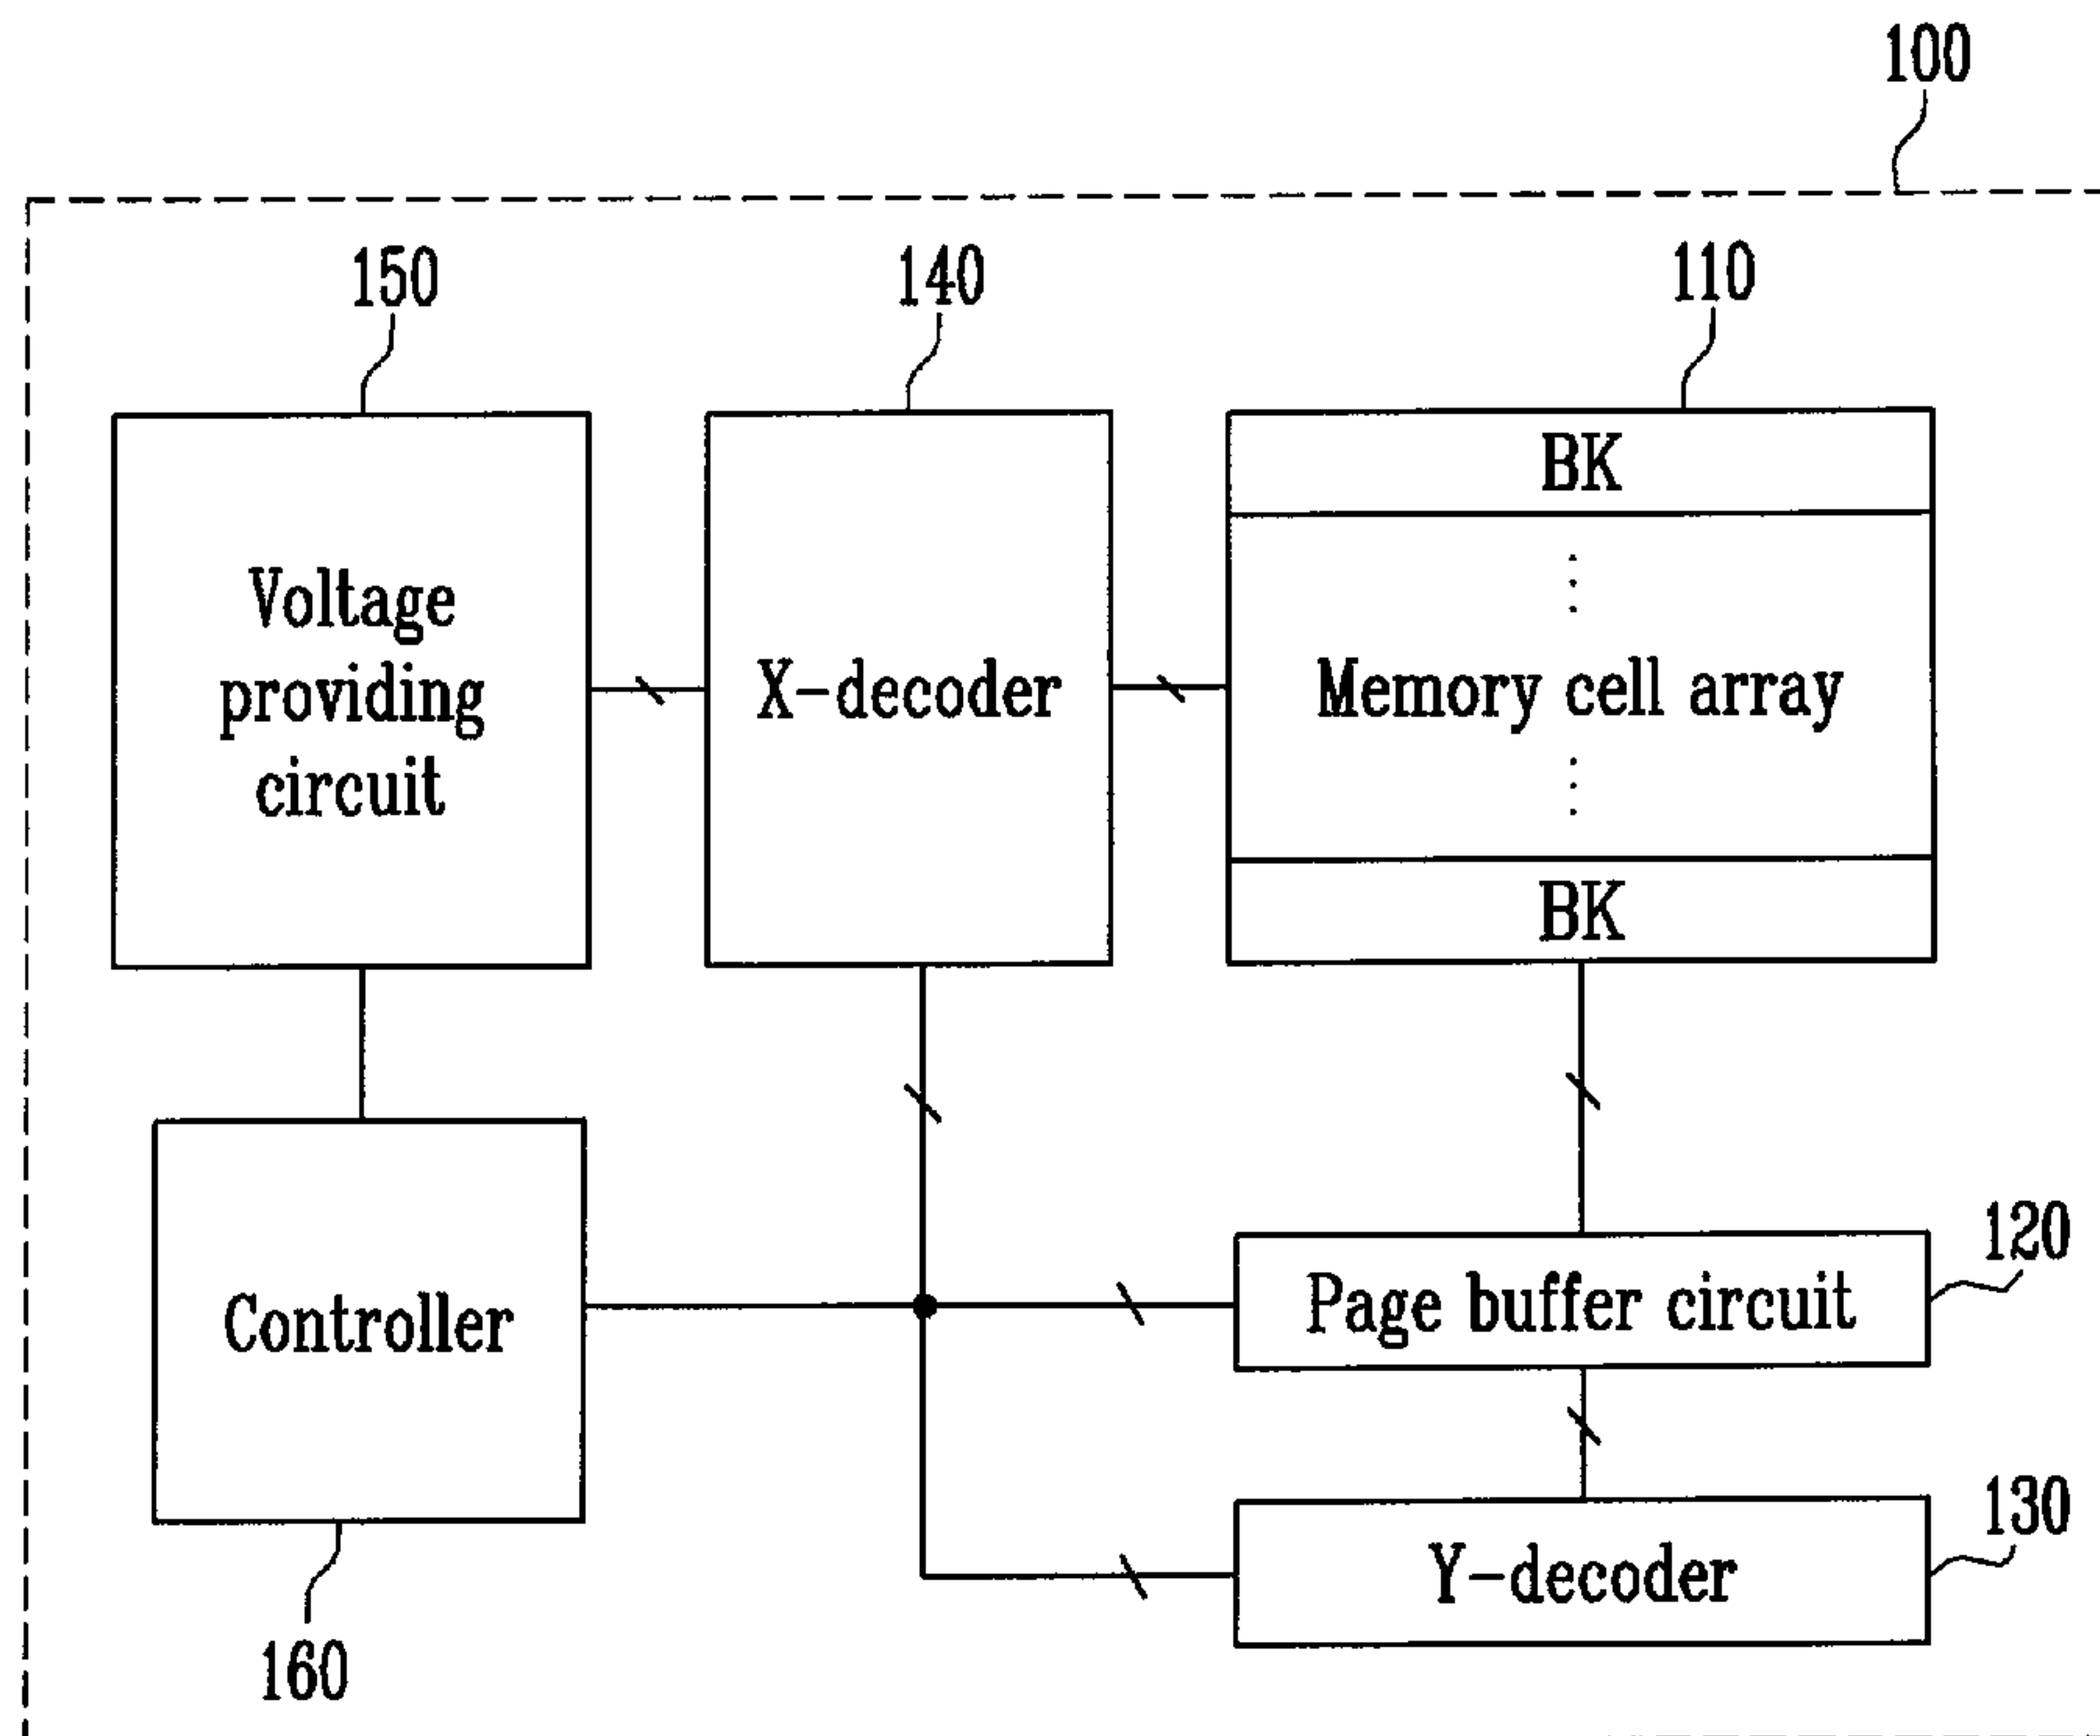 100
150
140
110
BK
Voltage
providing
circuit
X-decoder
Memory cell array
BK
120
Page buffer circuit
Controller
130
Y-decoder
160